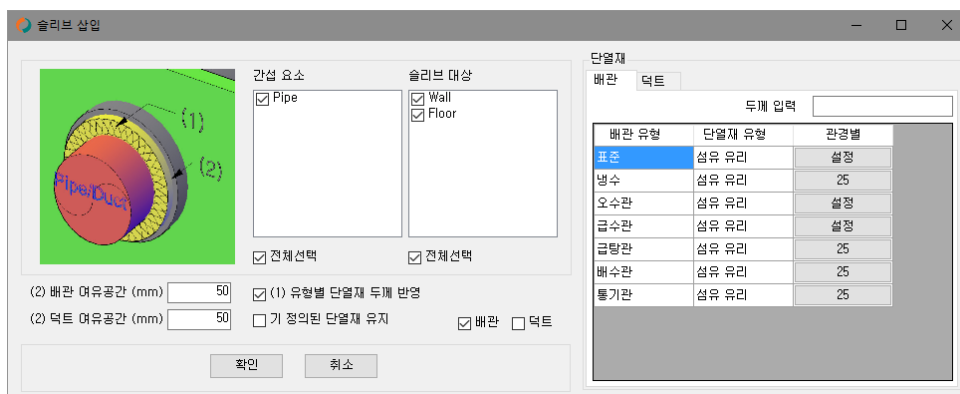 슬리브 삽입
(1)
(2)
Pipe/Duct
간섭 요소
Pipe
전체선택
슬리브 대상
Wall
Floor
전체선택
(2) 배관 여유공간 (mm) 50
(2) 덕트 여유공간 (mm) 50
(1) 유형별 단열재 두께 반영
기 정의된 단열재 유지
배관 덕트
확인 취소
단열재
배관 덕트
두께 입력
배관 유형 단열재 유형 관경별
표준 섬유 유리 설정
냉수 섬유 유리 25
오수관 섬유 유리 설정
급수관 섬유 유리 설정
급탕관 섬유 유리 25
배수관 섬유 유리 25
통기관 섬유 유리 25